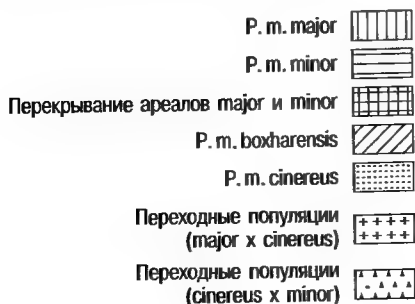 P. m. major
P. m. minor
Перекрывание ареалов major и minor
P. m. boxharensis
P. m. cinereus
Переходные популяции
(major x cinereus)
Переходные популяции
(cinereus x minor)